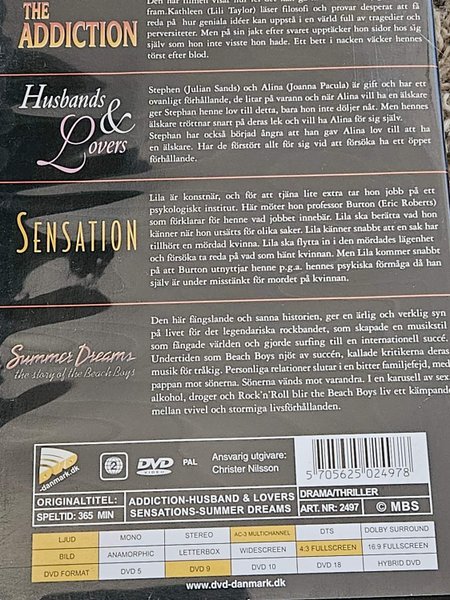 THE
ADDICTION
fram. Kathleen (Lili Taylor) läser filosofi och provar desperat att få
reda på hur geniala idéer kan uppstå i en värld full av tragedier och
perversiteter. Men på sin jakt efter svaret upptäcker hon sidor hos sig
själv som hon inte visste hon hade. Ett bett i nacken väcker hennes
törst efter blod.
Husbands
&
Lovers
Stephen (Julian Sands) och Alina (Joanna Pacula) är gift och har ett
ovanligt förhållande, de litar på varann och när Alina vill ha en älskare
ger Stephan henne lov till detta, bara hon inte döljer nåt. Men hennes
älskare tröttnar snart på deras lek och vill ha Alina för sig själv.
Stephan har också börjad ångra att han gav Alina lov till att ha
en älskare. Har de förstört allt för sig vid att försöka ha ett öppet
förhållande.
SENSATION
Lila är konstnär, och för att tjäna lite extra tar hon jobb på ett
psykologiskt institut. Här möter hon professor Burton (Eric Roberts)
som förklarar för henne vad jobbet innebär. Lila ska berätta vad hon
känner när hon utsätts för olika saker. Lila känner snabbt att en sak har
tillhört en mördad kvinna. Lila ska flytta in i den mördades lägenhet
och försöka ta reda på vad som hänt kvinnan. Men Lila kommer snabbt
på att Burton utnyttjar henne p.g.a. hennes psykiska förmåga då han
själv är under misstänkt för mordet på kvinnan.
Summer Dreams
the story of the Beach Boys
Den här fängslande och sanna historien, ger en ärlig och verklig syn
på livet för det legendariska rockbandet, som skapade en musikstil
som fångade världen och gjorde surfing till en internationell succé.
Undertiden som Beach Boys njöt av succén, kallade kritikerna deras
musik för tråkig. Personliga relationer slutar i en bitter familjefejd, med
pappan mot sönerna. Sönerna vänds mot varandra. I en karusell av sex,
alkohol, droger och Rock'n'Roll blir the Beach Boys liv ett kämpande
mellan tvivel och stormiga livsförhållanden.
DVD
-danmark.dk
2
DVD
VIDEO
PAL
Ansvarig utgivare:
Christer Nilsson
5 705625 024978
ORIGINALTITEL: ADDICTION-HUSBAND & LOVERS DRAMA/THRILLER
SPELTID: 365 MIN SENSATIONS-SUMMER DREAMS ART. NR: 2497 © MBS
LJUD MONO STEREO AC-3 MULTICHANNEL DTS DOLBY SURROUND
BILD ANAMORPHIC LETTERBOX WIDESCREEN 4:3 FULLSCREEN 16:9 FULLSCREEN
DVD FORMAT DVD 5 DVD 9 DVD 10 DVD 18 HYBRID DVD
www.dvd-danmark.dk